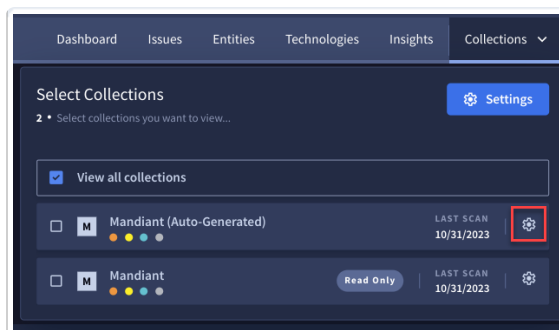 Dashboard Issues Entities Technologies Insights Collections
Select Collections
Settings
2 • Select collections you want to view...
View all collections
M Mandiant (Auto-Generated) LAST SCAN
10/31/2023
M Mandiant Read Only LAST SCAN
10/31/2023